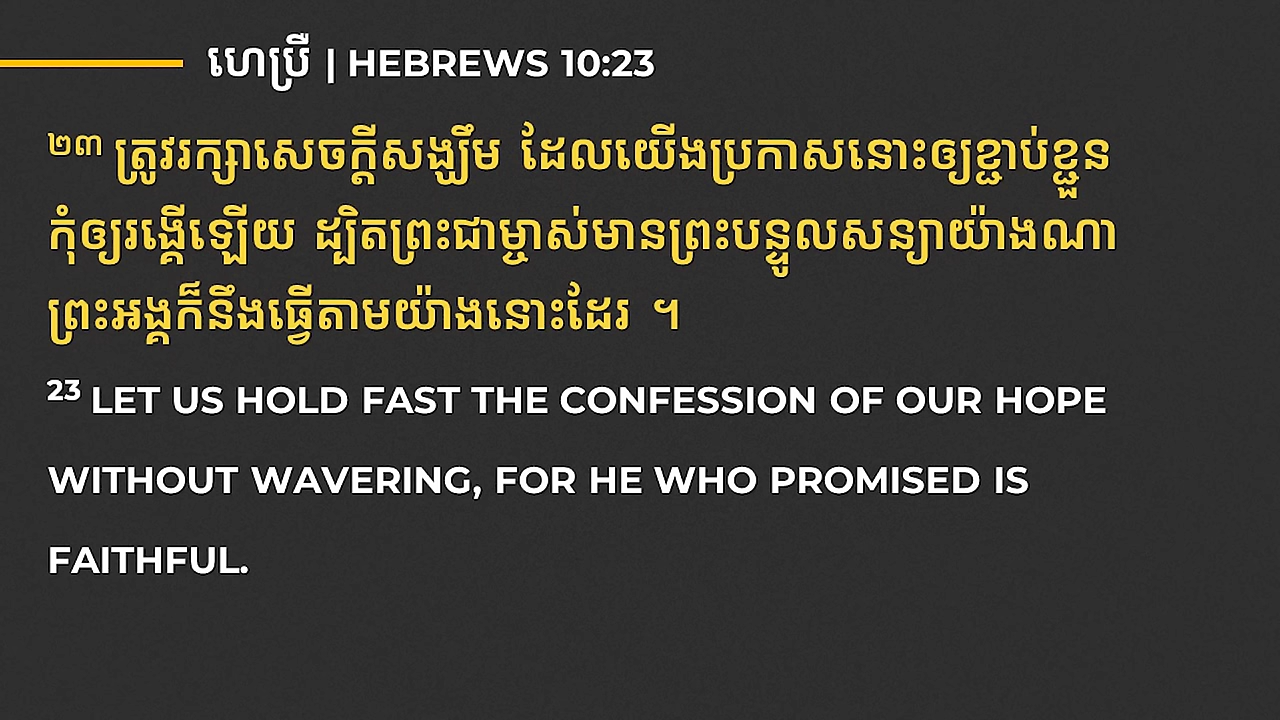 ហេប្រឺ | HEBREWS 10:23
២៣ ត្រូវរក្សាសេចក្ដីសង្ឃឹម ដែលយើងប្រកាសនោះឲ្យខ្ជាប់ខ្ជួន
កុំឲ្យរង្គើឡើយ ដ្បិតព្រះជាម្ចាស់មានព្រះបន្ទូលសន្យាយ៉ាងណា
ព្រះអង្គក៏នឹងធ្វើតាមយ៉ាងនោះដែរ ។
23 LET US HOLD FAST THE CONFESSION OF OUR HOPE
WITHOUT WAVERING, FOR HE WHO PROMISED IS
FAITHFUL.